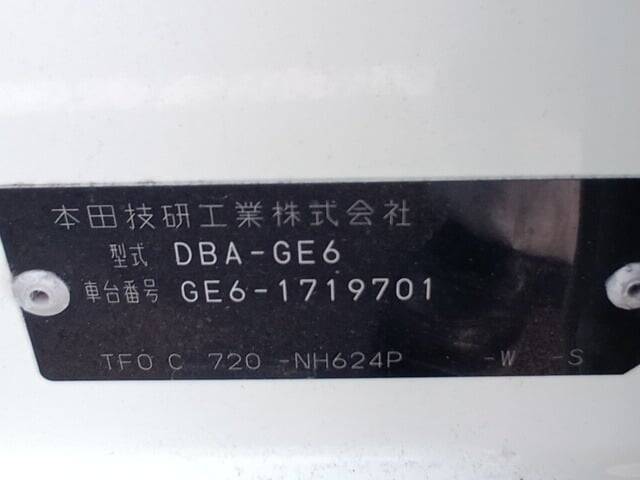 本田技研工業株式会社
型式 DBA-GE6
車台番号 GE6-1719701
TF0 C 720 -NH624P -W -S